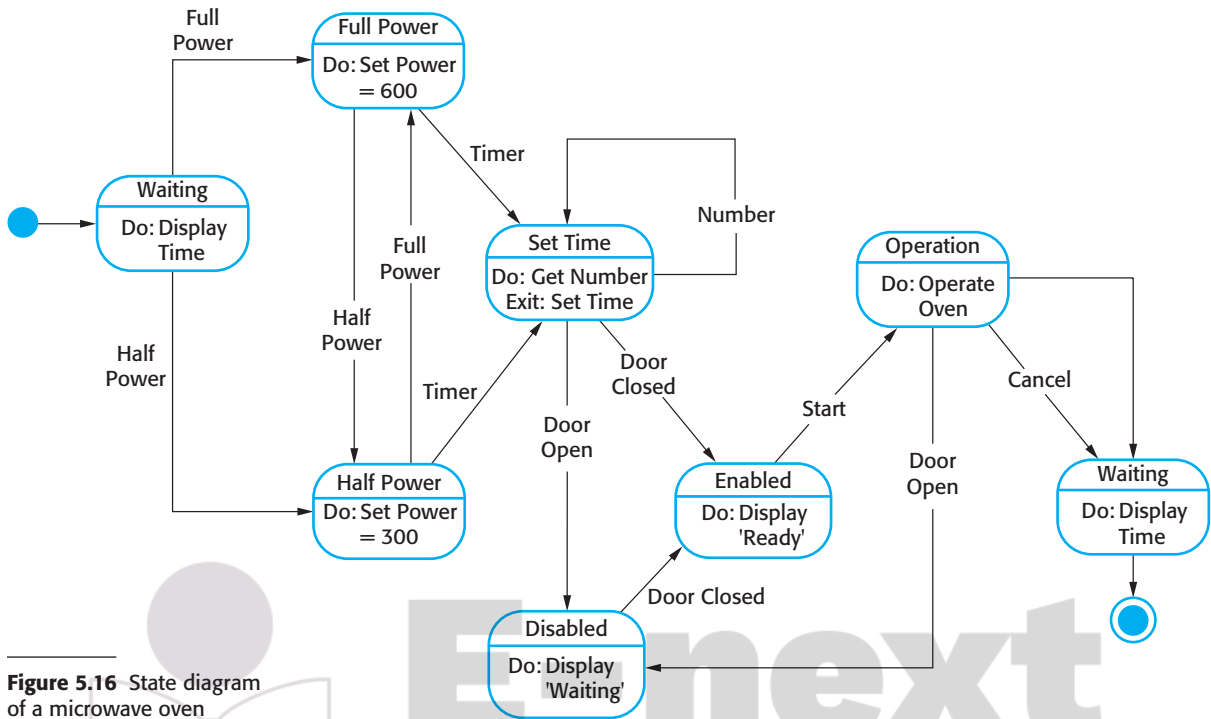 Full
Power
Full Power
Do: Set Power
= 600
Timer
Waiting
Do: Display
Time
Full
Power
Half
Power
Half
Power
Timer
Half Power
Do: Set Power
= 300
Set Time
Do: Get Number
Exit: Set Time
Number
Door
Closed
Door
Open
Operation
Do: Operate
Oven
Start
Cancel
Door
Open
Enabled
Do: Display
'Ready'
Waiting
Do: Display
Time
Door Closed
Disabled
Do: Display
'Waiting'
E-next
Figure 5.16 State diagram
of a microwave oven